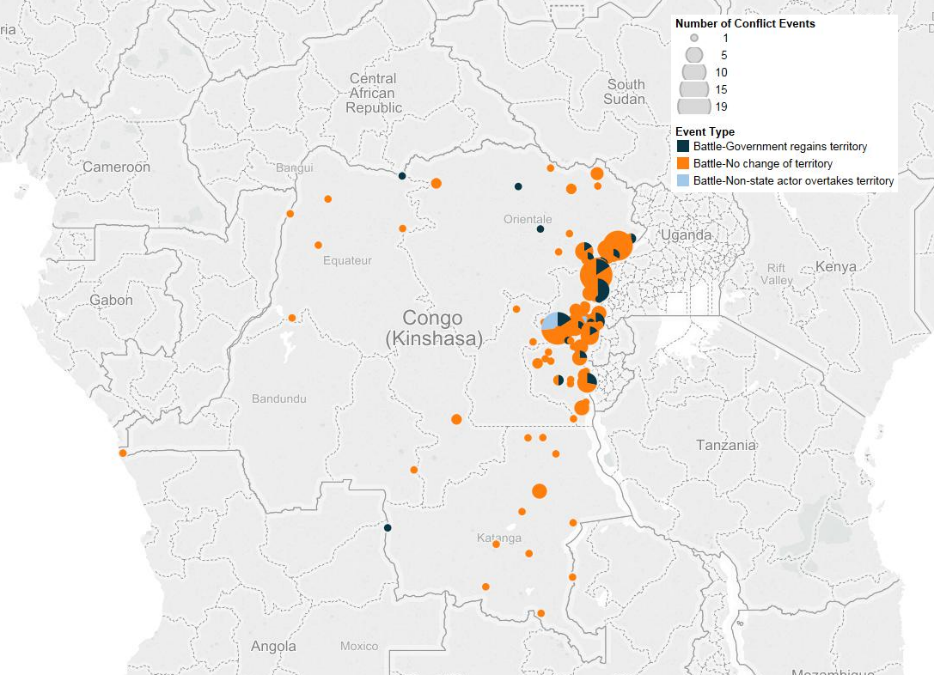 ria
Number of Conflict Events
1
5
10
15
19
Event Type
Battle-Government regains territory
Battle-No change of territory
Battle-Non-state actor overtakes territory
Central
African
Republic
South
Sudan
Cameroon
Bangui
Orientale
Uganda
Equateur
Rift
Valley
Kenya
Gabon
Congo
(Kinshasa)
Bandundu
Tanzania
Katanga
Angola
Moxico
Mozambique